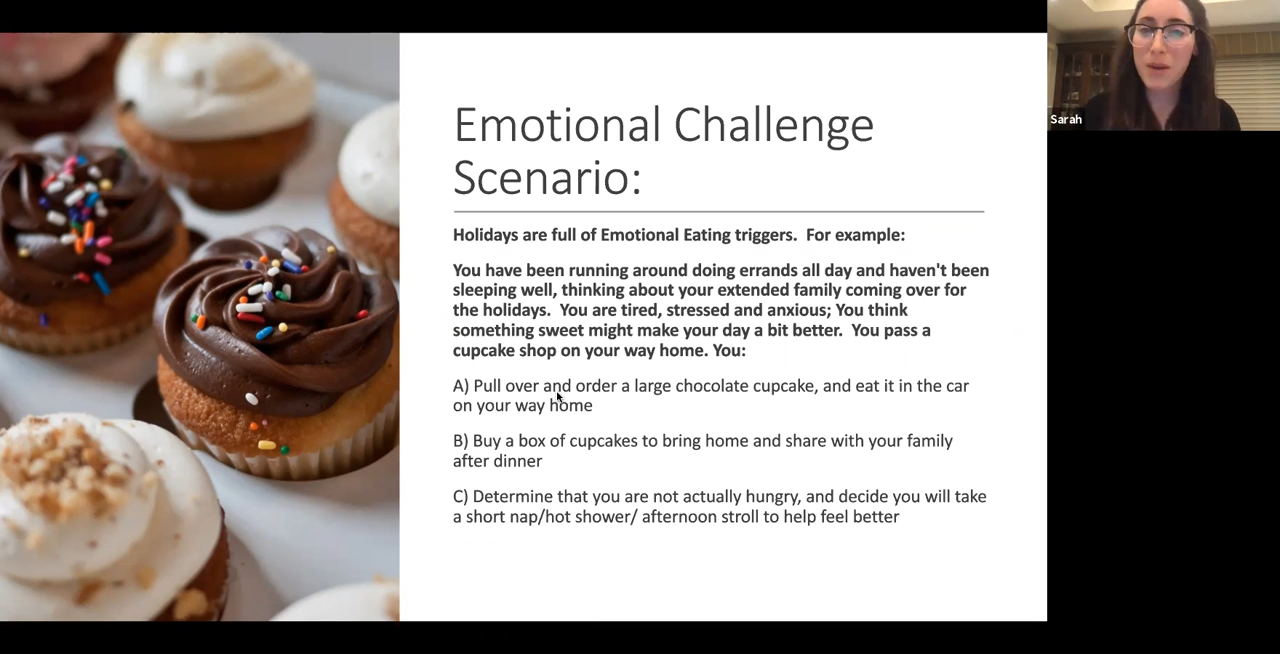 Emotional Challenge
Scenario:
Holidays are full of Emotional Eating triggers.  For example:
You have been running around doing errands all day and haven't been
sleeping well, thinking about your extended family coming over for
the holidays.  You are tired, stressed and anxious; You think
something sweet might make your day a bit better.  You pass a
cupcake shop on your way home. You:
A) Pull over and order a large chocolate cupcake, and eat it in the car
on your way home
B) Buy a box of cupcakes to bring home and share with your family
after dinner
C) Determine that you are not actually hungry, and decide you will take
a short nap/hot shower/ afternoon stroll to help feel better
Sarah